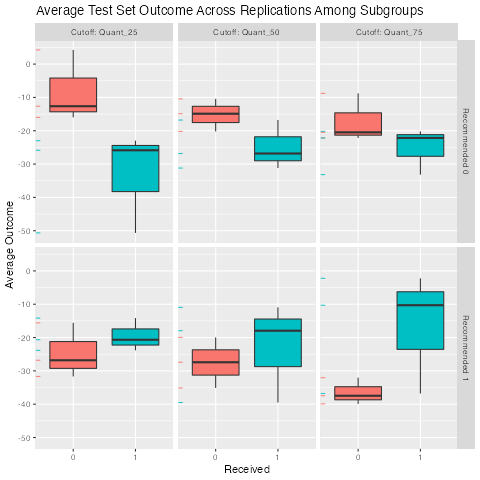 Average Test Set Outcome Across Replications Among Subgroups
Cutoff: Quant_25
Cutoff: Quant_50
Cutoff: Quant_75
0
-10
-20
-30
-40
-50
Recommended 0
Average Outcome
0
-10
-20
-30
-40
-50
Recommended 1
0
1
0
1
0
1
Received